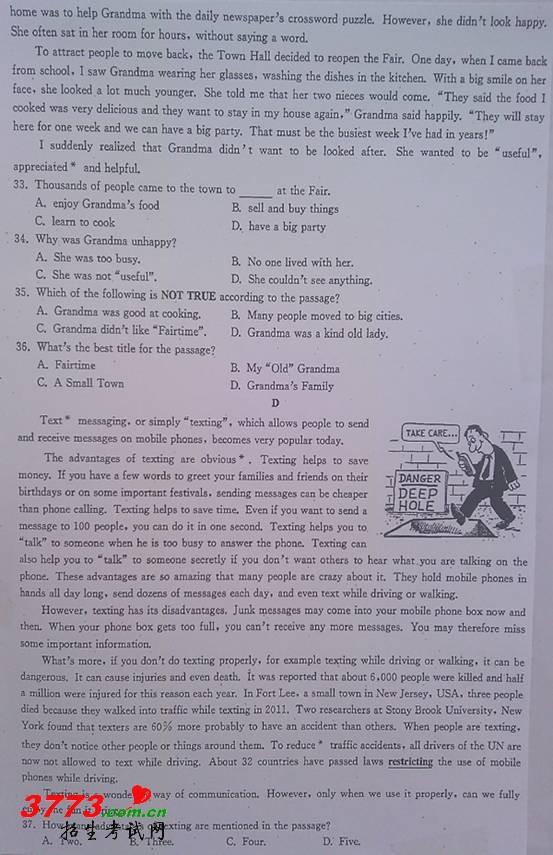 home was to help Grandma with the daily newspaper's crossword puzzle. However, she didn't look happy.
She often sat in her room for hours, without saying a word.
To attract people to move back, the Town Hall decided to reopen the Fair. One day, when I came back
from school, I saw Grandma wearing her glasses, washing the dishes in the kitchen. With a big smile on her
face, she looked a lot much younger. She told me that her two nieces would come. "They said the food I
cooked was very delicious and they want to stay in my house again," Grandma said happily. "They will stay
here for one week and we can have a big party. That must be the busiest week I've had in years!"
I suddenly realized that Grandma didn't want to be looked after. She wanted to be "useful",
appreciated* and helpful.
33. Thousands of people came to the town to ______ at the Fair.
A. enjoy Grandma's food B. sell and buy things
C. learn to cook D. have a big party
34. Why was Grandma unhappy?
A. She was too busy. B. No one lived with her.
C. She was not "useful". D. She couldn't see anything.
35. Which of the following is NOT TRUE according to the passage?
A. Grandma was good at cooking. B. Many people moved to big cities.
C. Grandma didn't like "Fairtime". D. Grandma was a kind old lady.
36. What's the best title for the passage?
A. Fairtime B. My "Old" Grandma
C. A Small Town D. Grandma's Family
D
Text* messaging, or simply "texting", which allows people to send
and receive messages on mobile phones, becomes very popular today.
TAKE CARE...
DANGER
DEEP
HOLE
The advantages of texting are obvious*. Texting helps to save
money. If you have a few words to greet your families and friends on their
birthdays or on some important festivals, sending messages can be cheaper
than phone calling. Texting helps to save time. Even if you want to send a
message to 100 people, you can do it in one second. Texting helps you to
"talk" to someone when he is too busy to answer the phone. Texting can
also help you to "talk" to someone secretly if you don't want others to hear what you are talking on the
phone. These advantages are so amazing that many people are crazy about it. They hold mobile phones in
hands all day long, send dozens of messages each day, and even text while driving or walking.
However, texting has its disadvantages. Junk messages may come into your mobile phone box now and
then. When your phone box gets too full, you can't receive any more messages. You may therefore miss
some important information.
What's more, if you don't do texting properly, for example texting while driving or walking, it can be
dangerous. It can cause injuries and even death. It was reported that about 6,000 people were killed and half
a million were injured for this reason each year. In Fort Lee, a small town in New Jersey, USA, three people
died because they walked into traffic while texting in 2011. Two researchers at Stony Brook University, New
York found that texters are 60% more probably to have an accident than others. When people are texting,
they don't notice other people or things around them. To reduce* traffic accidents, all drivers of the UN are
now not allowed to text while driving. About 32 countries have passed laws restricting the use of mobile
phones while driving.
Texting is a way of communication. However, only when we use it properly, can we fully
3773.com.cn
招生考试网
37. How texting are mentioned in the passage?
A. Two. B. Three. C. Four. D. Five.